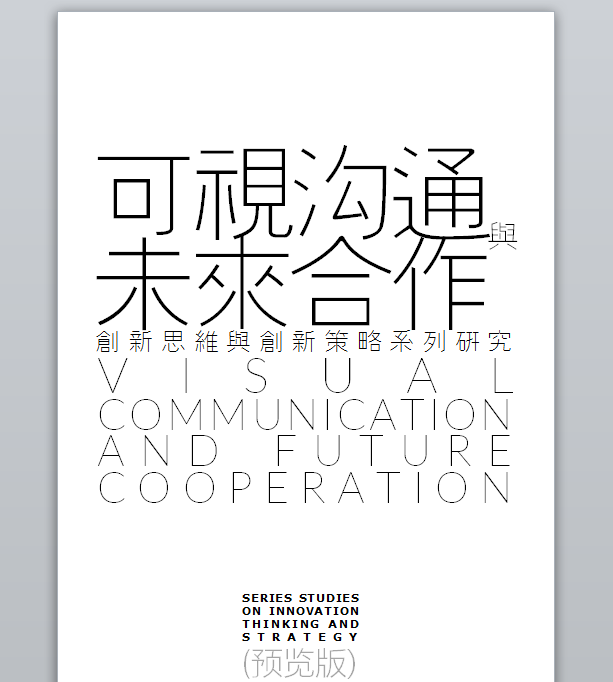 可視沟通與
未來合作
創新思維與創新策略系列研究
VISUAL
COMMUNICATION
AND FUTURE
COOPERATION
SERIES STUDIES
ON INNOVATION
THINKING AND
STRATEGY
(预览版)